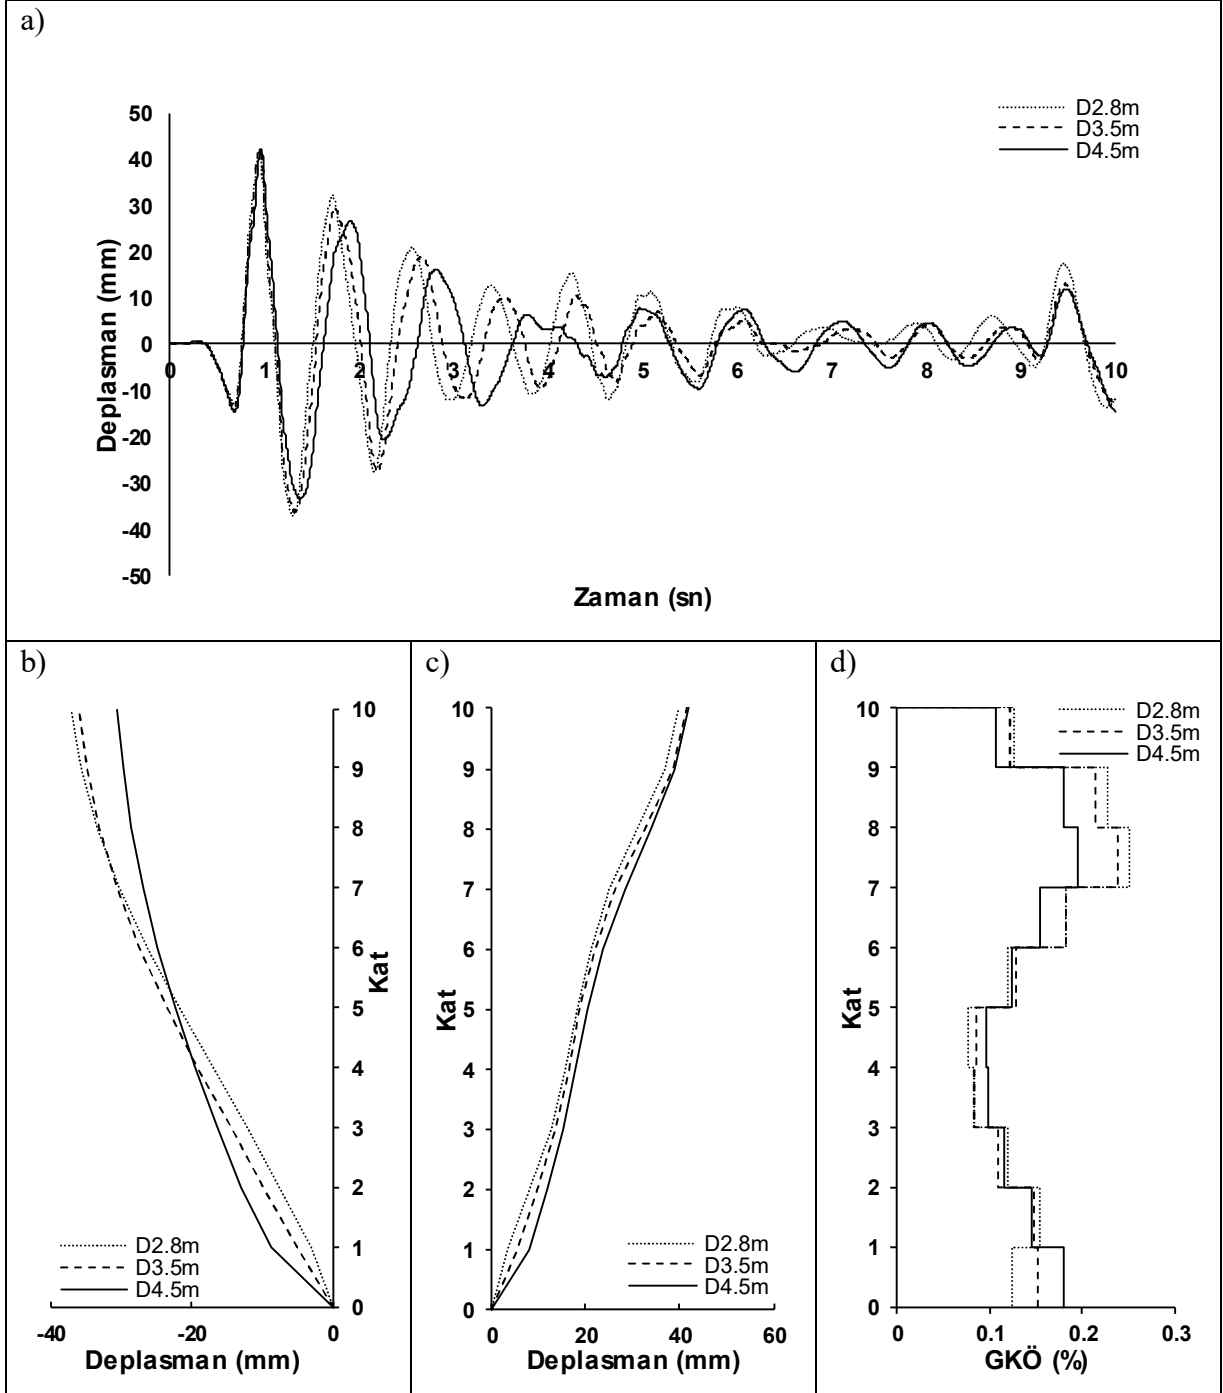 a)
D2.8m
D3.5m
D4.5m
50
40
30
20
10
0
-10
-20
-30
-40
-50
Deplasman (mm)
0 1 2 3 4 5 6 7 8 9 10
Zaman (sn)
b)
10
9
8
7
6
5
4
3
2
1
0
Kat
D2.8m
D3.5m
D4.5m
-40 -20 0
Deplasman (mm)
c)
10
9
8
7
6
5
4
3
2
1
0
Kat
D2.8m
D3.5m
D4.5m
0 20 40 60
Deplasman (mm)
d)
10
9
8
7
6
5
4
3
2
1
0
Kat
D2.8m
D3.5m
D4.5m
0 0.1 0.2 0.3
GKÖ (%)